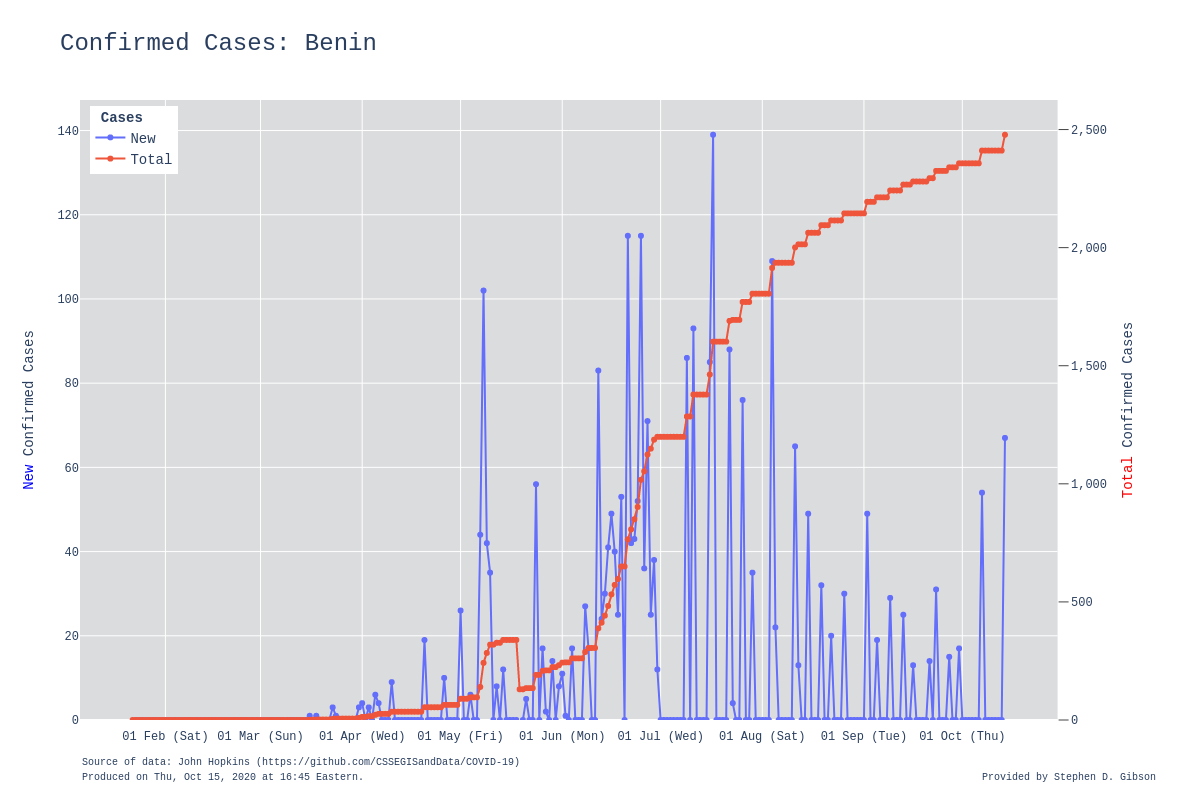 Confirmed Cases: Benin
Cases
New
Total
140
120
100
80
60
40
20
0
2,500
2,000
1,500
1,000
500
0
New Confirmed Cases
Total Confirmed Cases
01 Feb (Sat) 01 Mar (Sun) 01 Apr (Wed) 01 May (Fri) 01 Jun (Mon) 01 Jul (Wed) 01 Aug (Sat) 01 Sep (Tue) 01 Oct (Thu)
Source of data: John Hopkins (https://github.com/CSSEGISandData/COVID-19)
Produced on Thu, Oct 15, 2020 at 16:45 Eastern.
Provided by Stephen D. Gibson